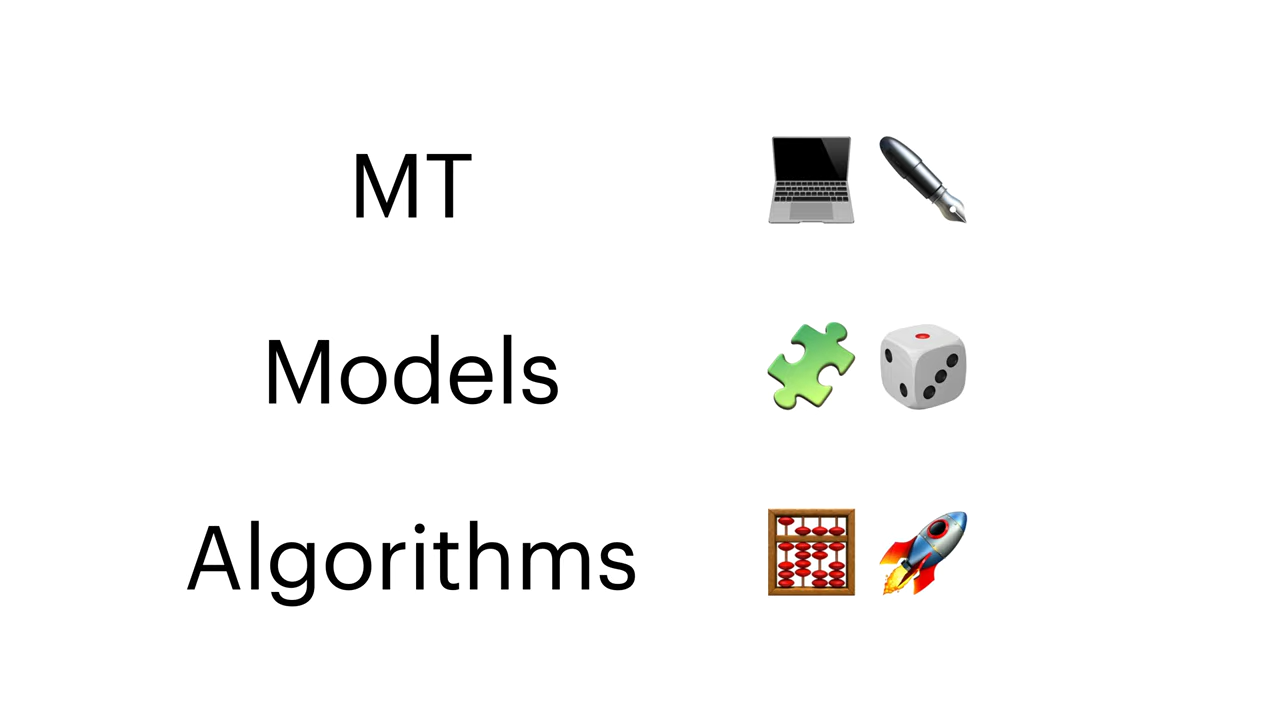 MT 💻 🖋️
Models 🧩 🎲
Algorithms 🧮 🚀